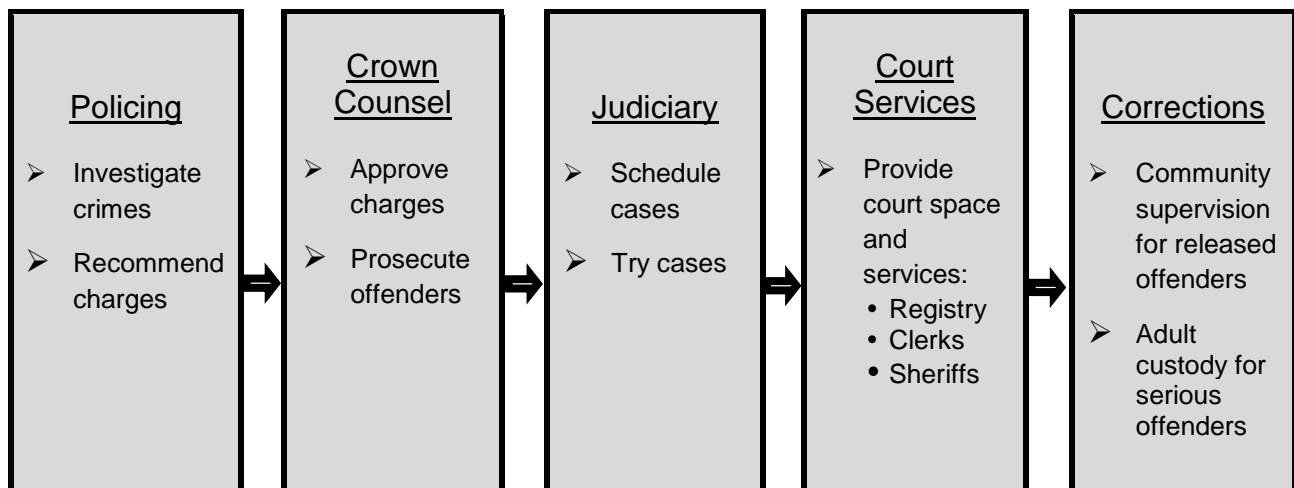 Policing
➢ Investigate
crimes
➢ Recommend
charges
Crown
Counsel
➢ Approve
charges
➢ Prosecute
offenders
Judiciary
➢ Schedule
cases
➢ Try cases
Court
Services
➢ Provide
court space
and
services:
• Registry
• Clerks
• Sheriffs
Corrections
➢ Community
supervision
for released
offenders
➢ Adult
custody for
serious
offenders